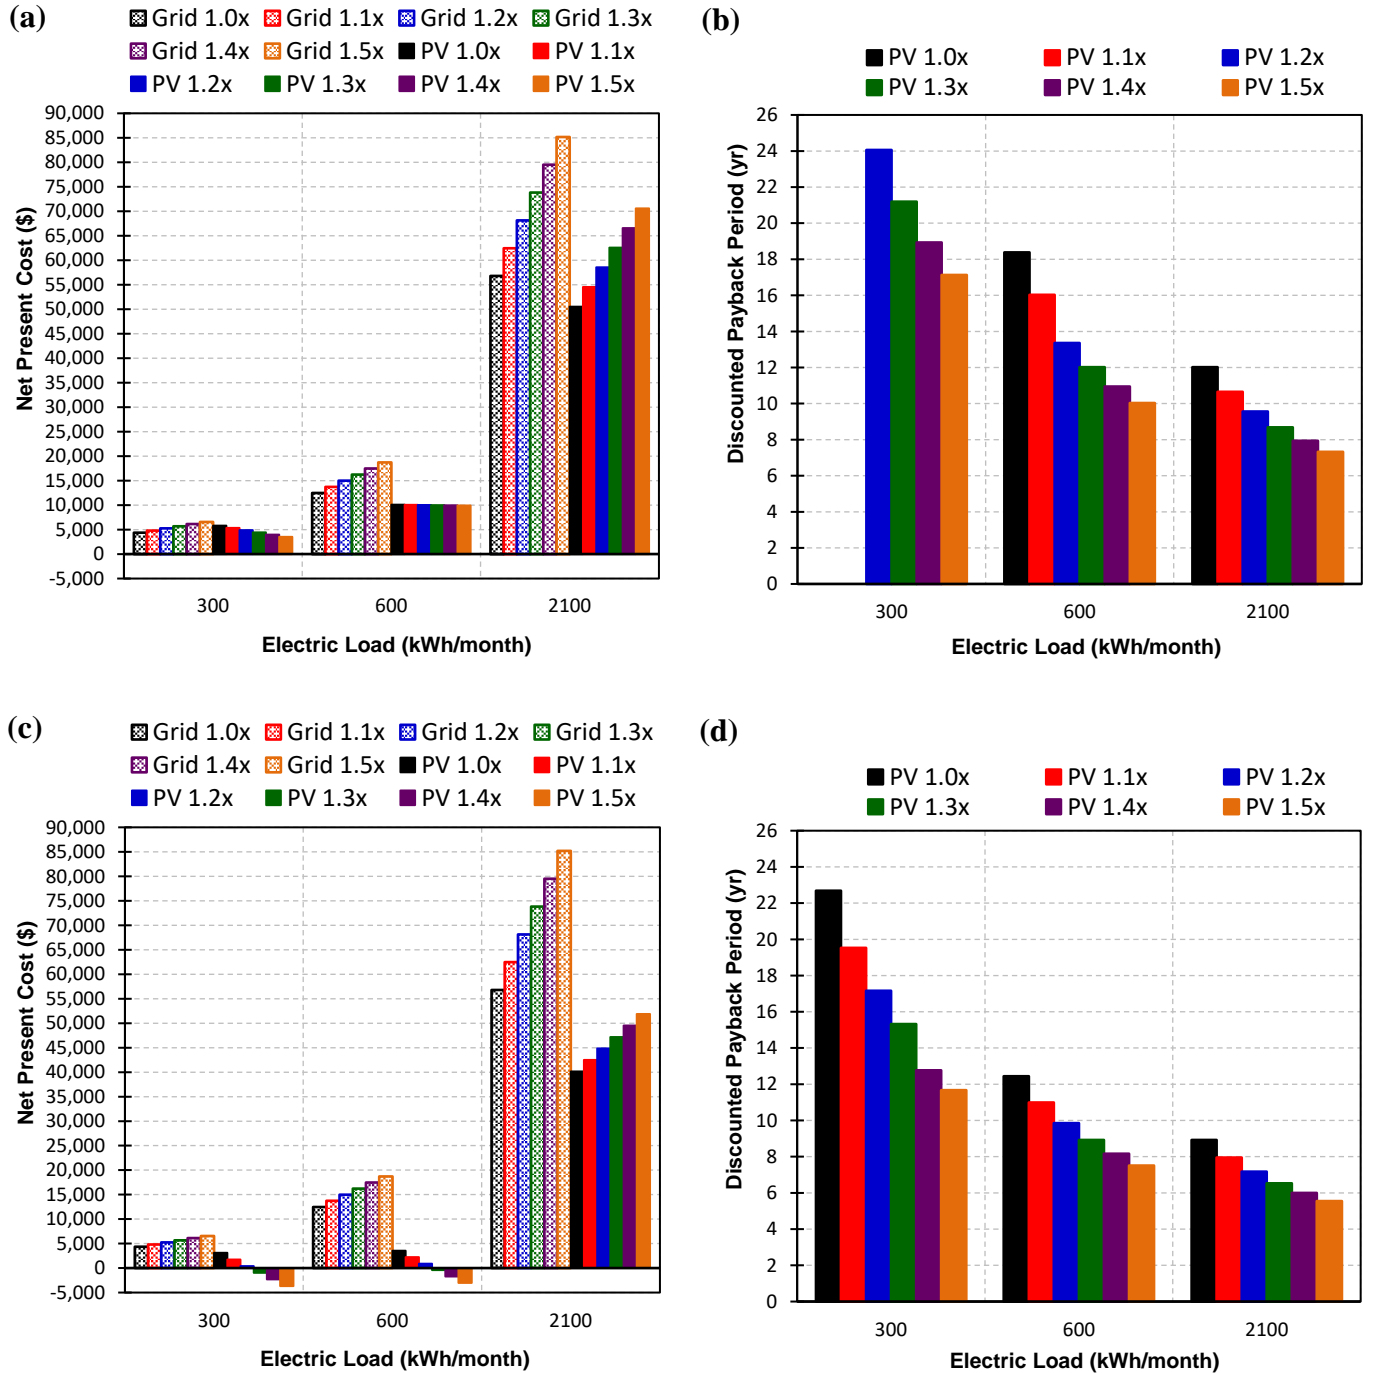 (a)
Grid 1.0x Grid 1.1x Grid 1.2x Grid 1.3x
Grid 1.4x Grid 1.5x PV 1.0x PV 1.1x
PV 1.2x PV 1.3x PV 1.4x PV 1.5x
Net Present Cost ($)
90,000
85,000
80,000
75,000
70,000
65,000
60,000
55,000
50,000
45,000
40,000
35,000
30,000
25,000
20,000
15,000
10,000
5,000
0
-5,000
300 600 2100
Electric Load (kWh/month)
(b)
PV 1.0x PV 1.1x PV 1.2x
PV 1.3x PV 1.4x PV 1.5x
Discounted Payback Period (yr)
26
24
22
20
18
16
14
12
10
8
6
4
2
0
300 600 2100
Electric Load (kWh/month)
(c)
Grid 1.0x Grid 1.1x Grid 1.2x Grid 1.3x
Grid 1.4x Grid 1.5x PV 1.0x PV 1.1x
PV 1.2x PV 1.3x PV 1.4x PV 1.5x
Net Present Cost ($)
90,000
85,000
80,000
75,000
70,000
65,000
60,000
55,000
50,000
45,000
40,000
35,000
30,000
25,000
20,000
15,000
10,000
5,000
0
-5,000
300 600 2100
Electric Load (kWh/month)
(d)
PV 1.0x PV 1.1x PV 1.2x
PV 1.3x PV 1.4x PV 1.5x
Discounted Payback Period (yr)
26
24
22
20
18
16
14
12
10
8
6
4
2
0
300 600 2100
Electric Load (kWh/month)